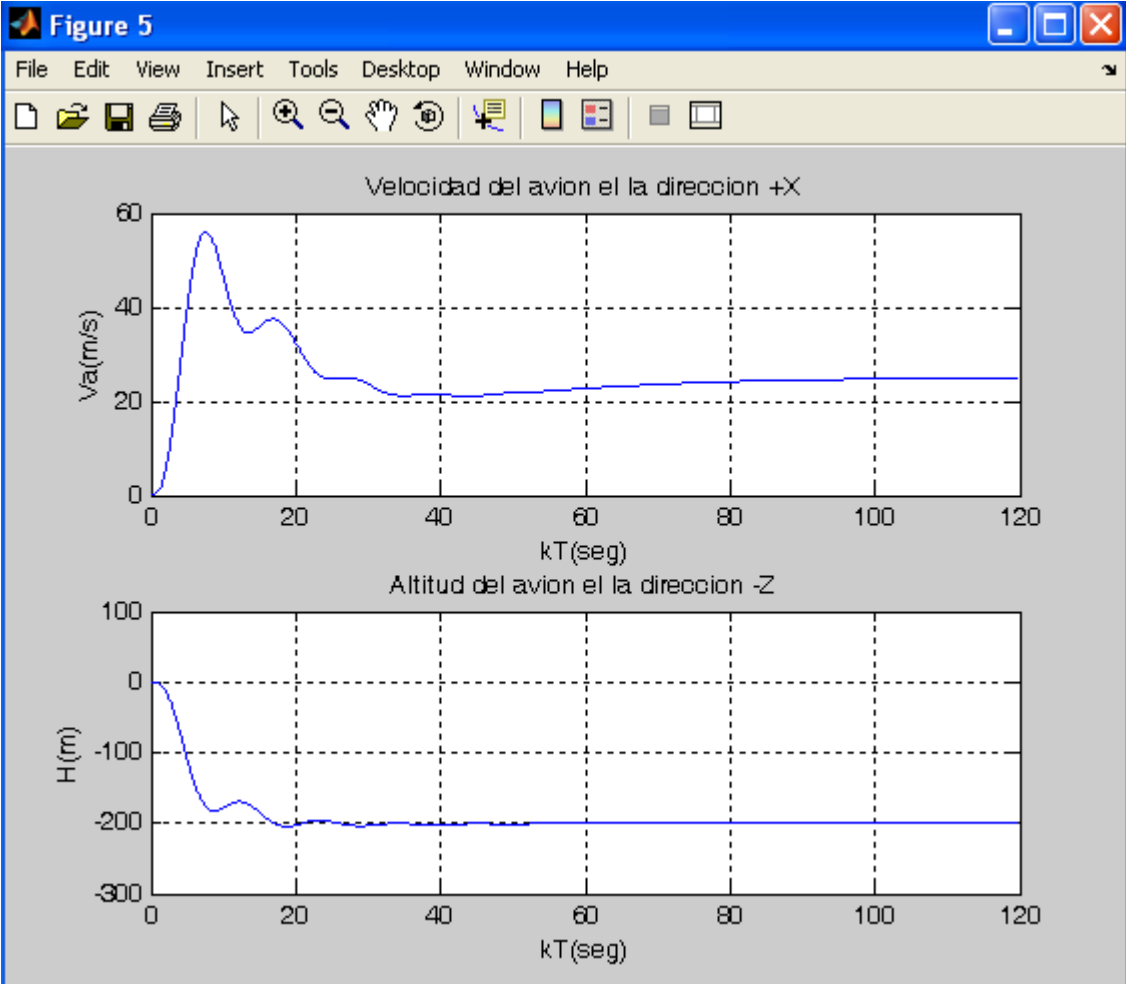 Figure 5
File Edit View Insert Tools Desktop Window Help
Velocidad del avion el la direccion +X
60
40
20
0
Va(m/s)
0 20 40 60 80 100 120
kT(seg)
Altitud del avion el la direccion -Z
100
0
-100
-200
-300
H(m)
0 20 40 60 80 100 120
kT(seg)